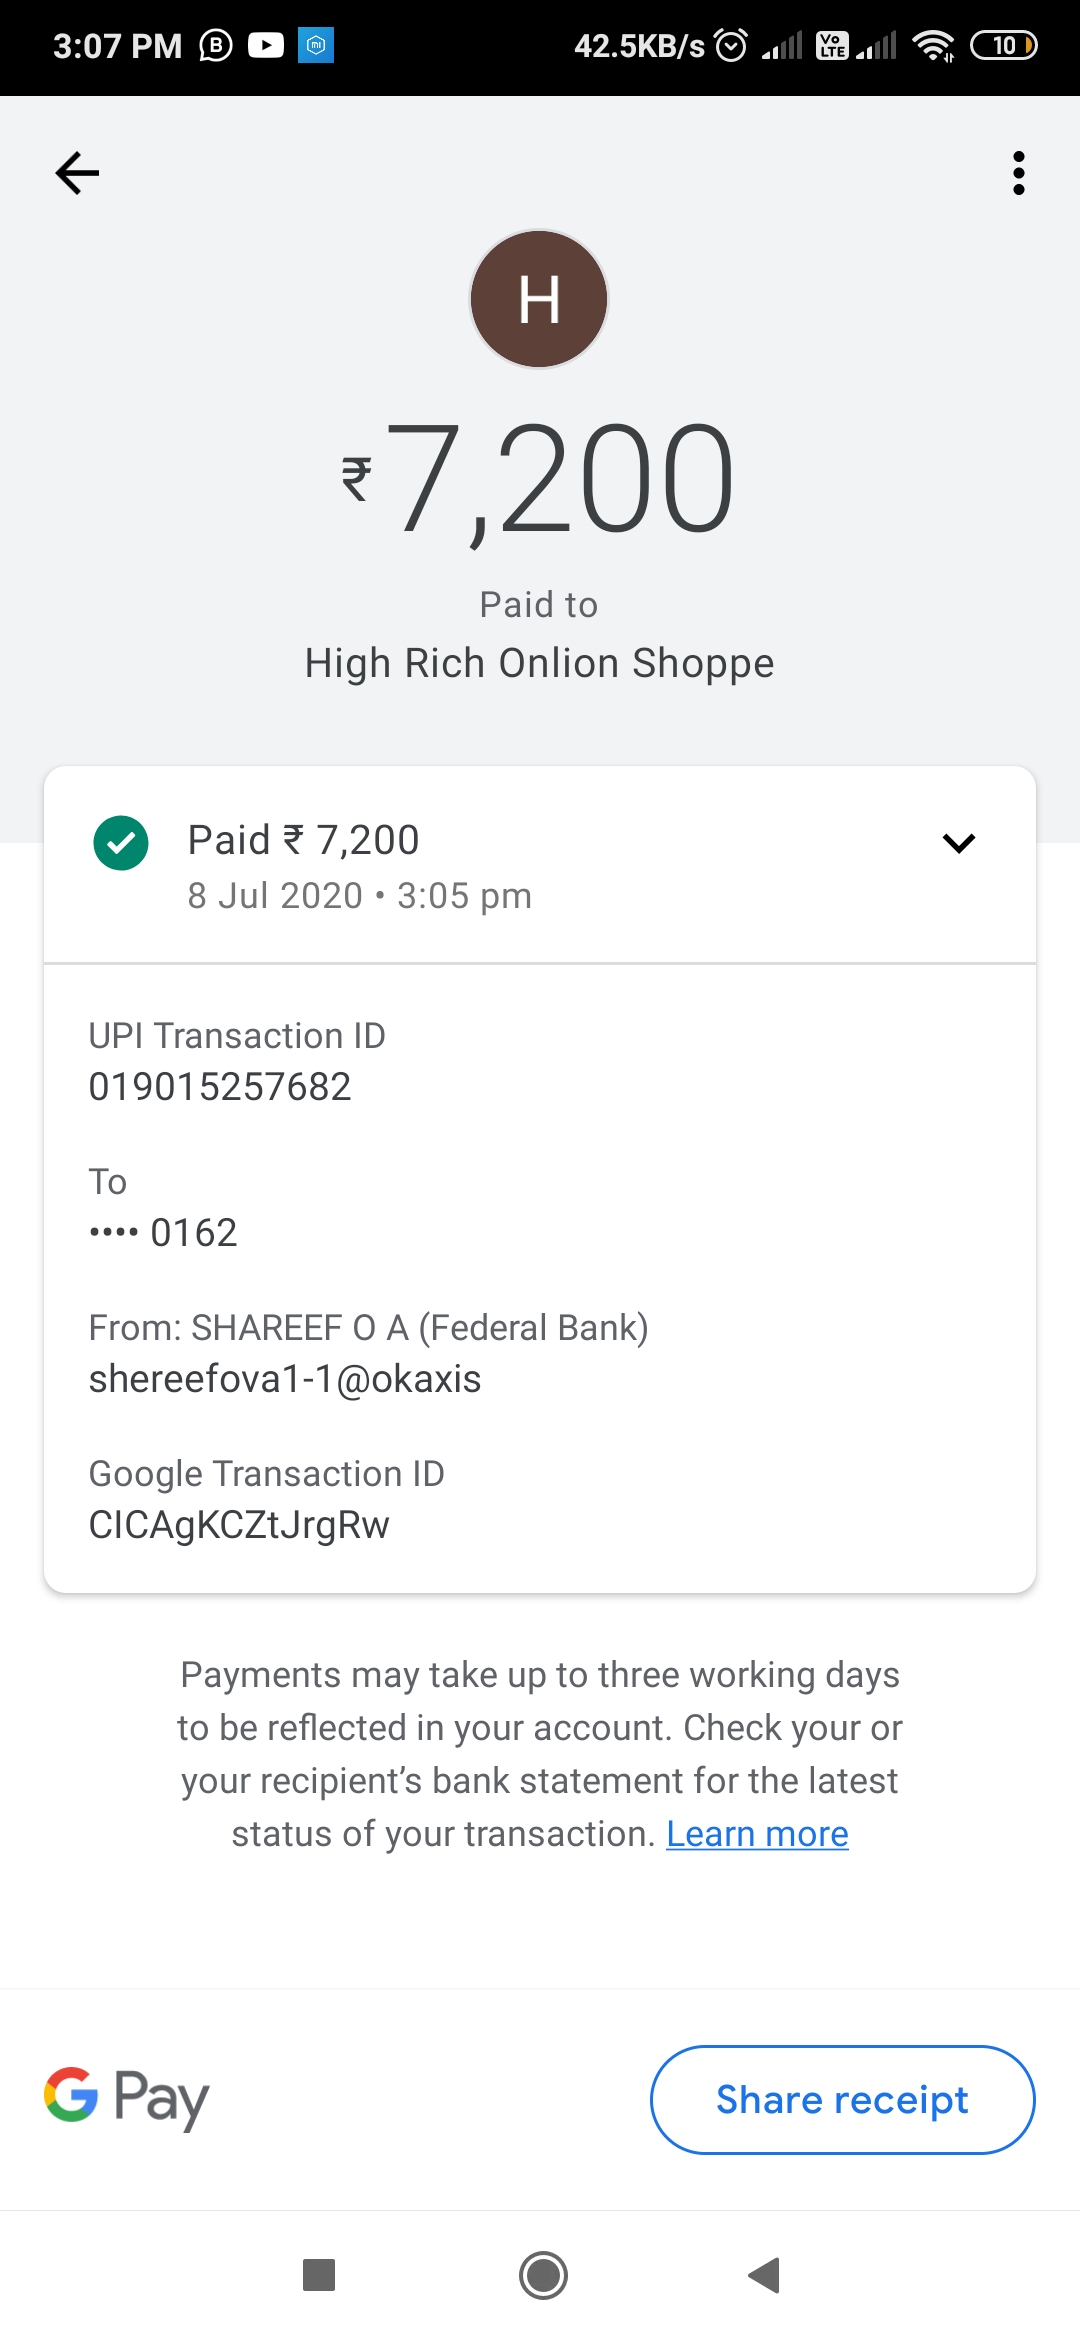 3:07 PM B mi 42.5KB/s Vo LTE 10
H
₹7,200
Paid to
High Rich Onlion Shoppe
Paid ₹ 7,200
8 Jul 2020 • 3:05 pm
UPI Transaction ID
019015257682
To
•••• 0162
From: SHAREEF O A (Federal Bank)
shereefova1-1@okaxis
Google Transaction ID
CICAgKCZtJrgRw
Payments may take up to three working days
to be reflected in your account. Check your or
your recipient’s bank statement for the latest
status of your transaction. Learn more
G Pay
Share receipt